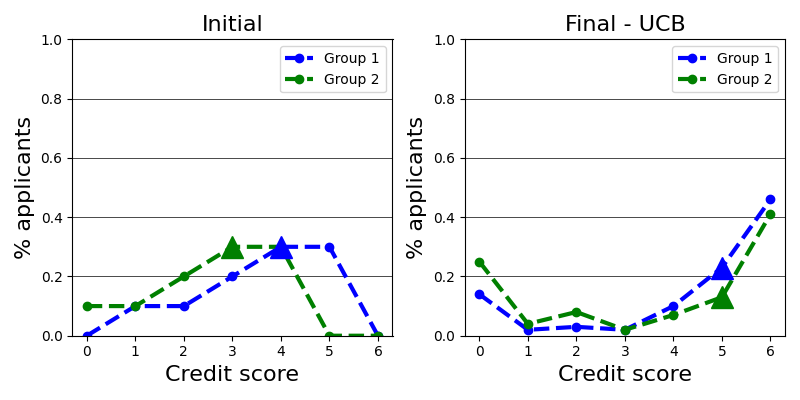 Initial
Final - UCB
1.0
0.8
0.6
0.4
0.2
0.0
% applicants
Group 1
Group 2
0 1 2 3 4 5 6
Credit score
1.0
0.8
0.6
0.4
0.2
0.0
% applicants
Group 1
Group 2
0 1 2 3 4 5 6
Credit score